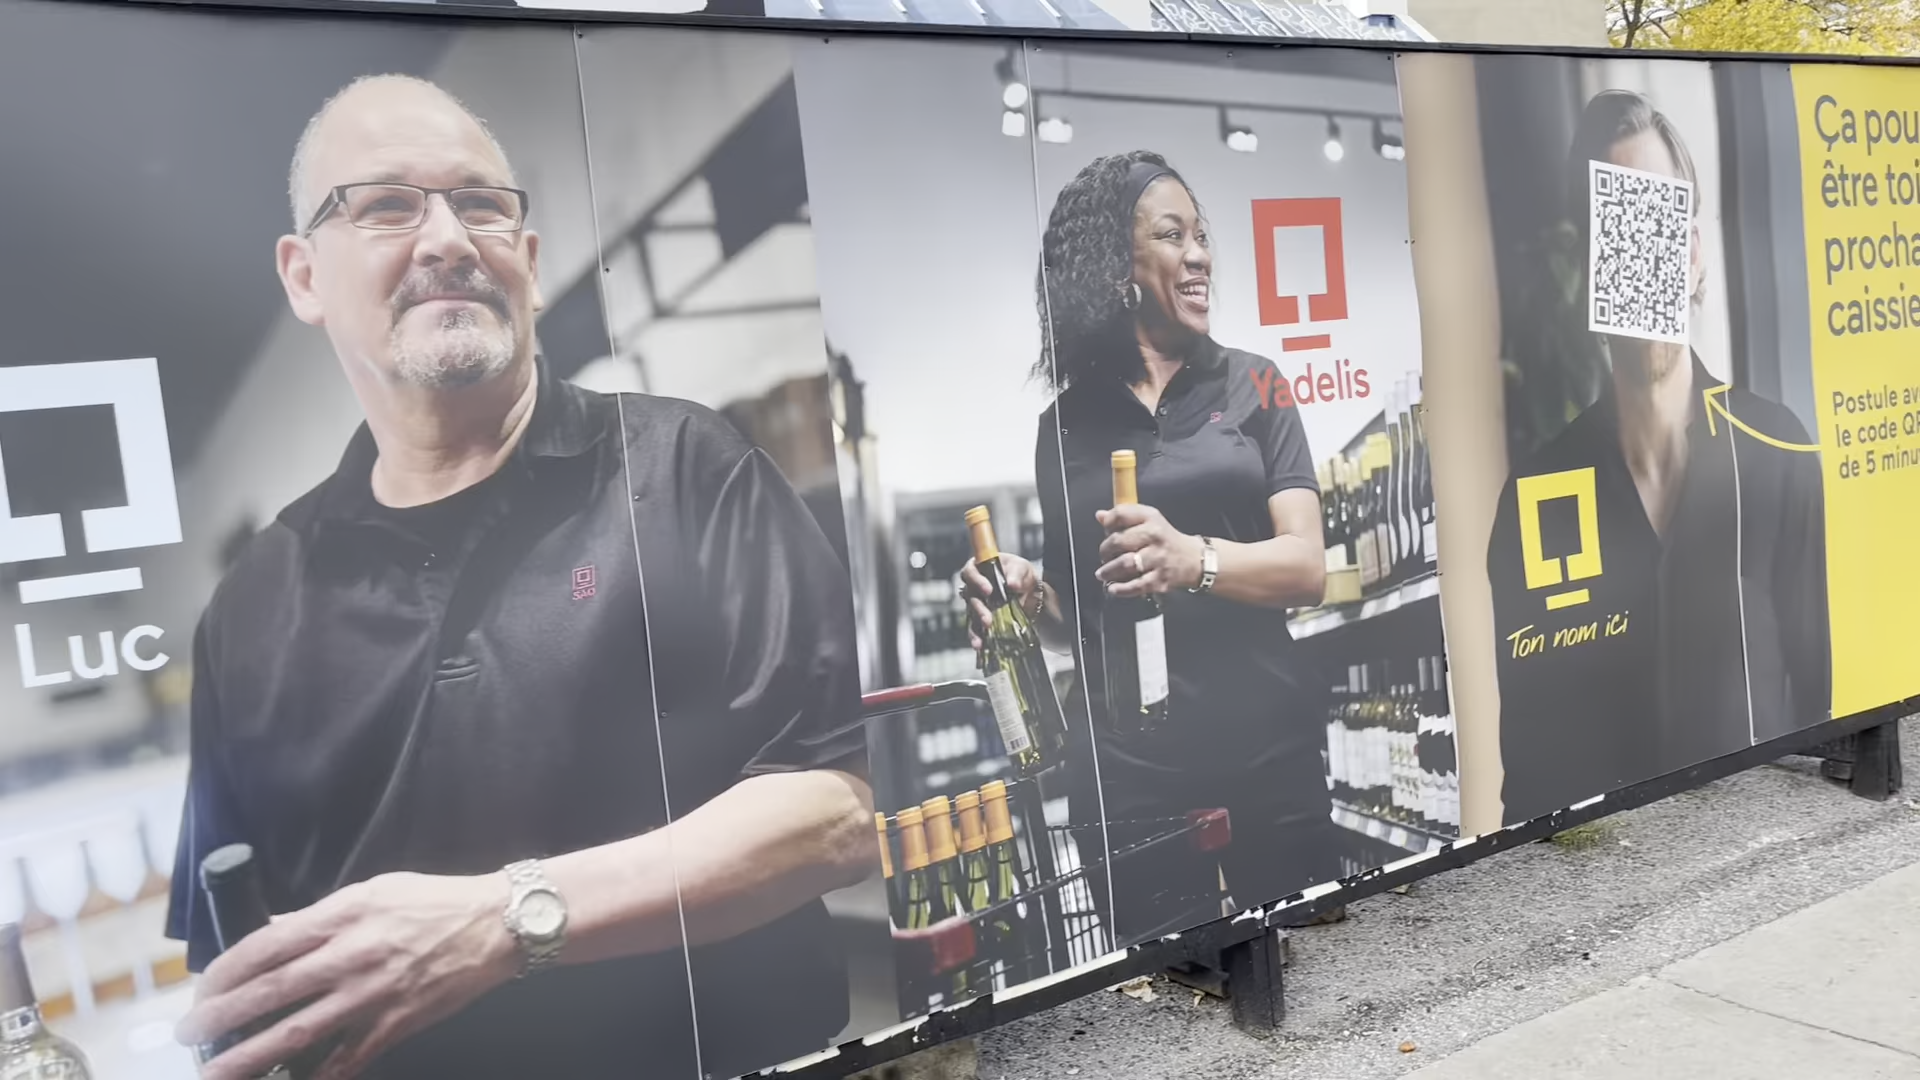 Luc
SAQ
Yadelis
Ton nom ici
Ça pou
être toi
procha
caissie
Postule av
le code QR
de 5 minu